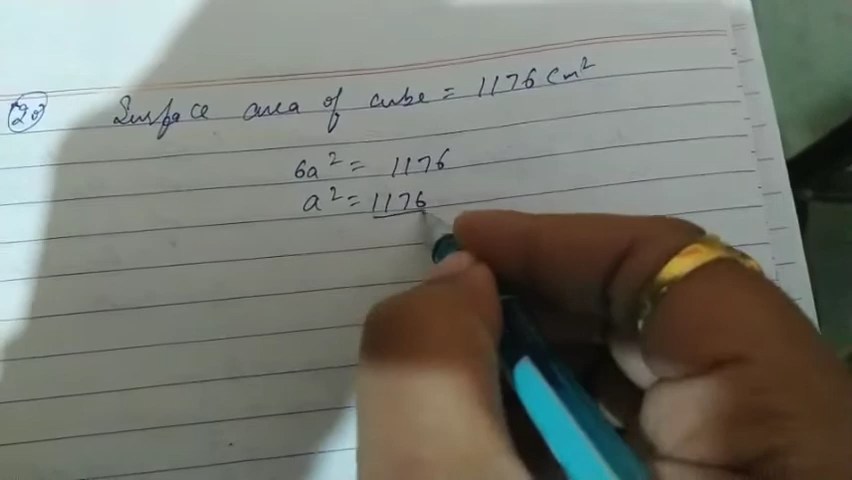 20 Surface area of cube = 1176 cm²
6a² = 1176
a² = 1176